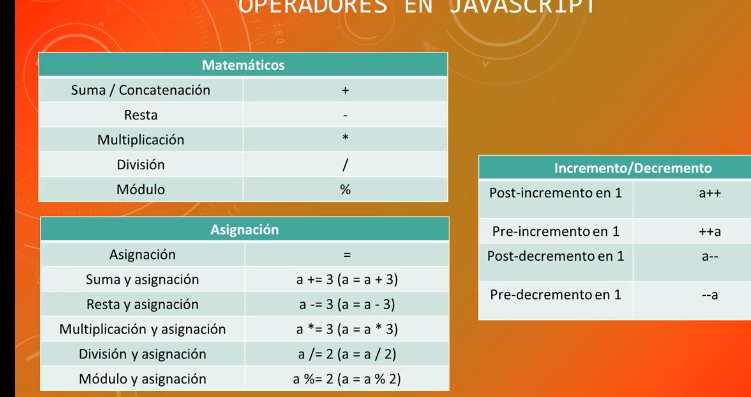 OPERADORES EN JAVASCRIPT
Matemáticos
Suma / Concatenación +
Resta -
Multiplicación *
División /
Módulo %
Asignación
Asignación =
Suma y asignación a += 3 (a = a + 3)
Resta y asignación a -= 3 (a = a - 3)
Multiplicación y asignación a *= 3 (a = a * 3)
División y asignación a /= 2 (a = a / 2)
Módulo y asignación a %= 2 (a = a % 2)
Incremento/Decremento
Post-incremento en 1 a++
Pre-incremento en 1 ++a
Post-decremento en 1 a--
Pre-decremento en 1 --a